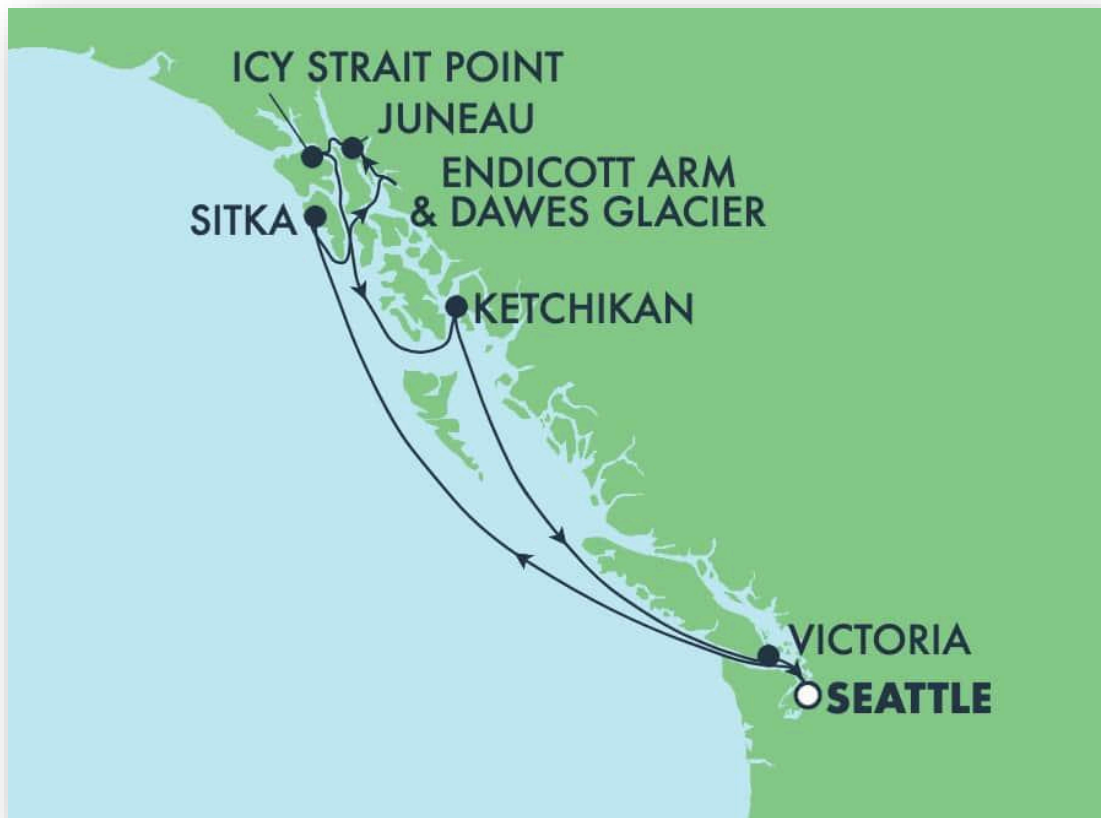 ICY STRAIT POINT
JUNEAU
ENDICOTT ARM
& DAWES GLACIER
SITKA
KETCHIKAN
VICTORIA
SEATTLE